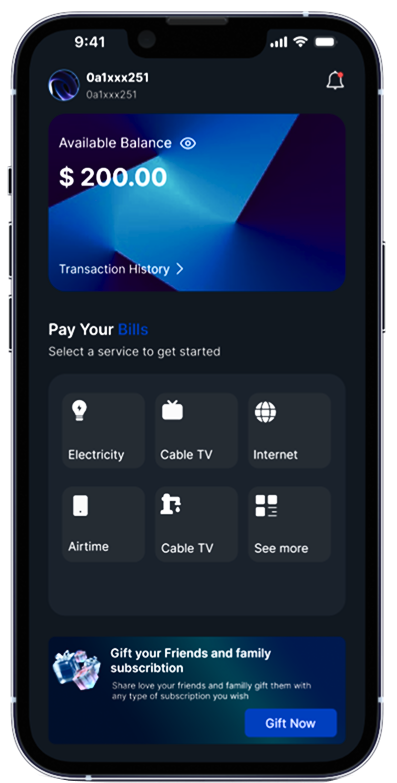 9:41
0a1xxx251
0a1xxx251
Available Balance
$ 200.00
Transaction History
Pay Your Bills
Select a service to get started
Electricity
Cable TV
Internet
Airtime
Cable TV
See more
Gift your Friends and family
subscribtion
Share love your friends and familly gift them with
any type of subscription you wish
Gift Now